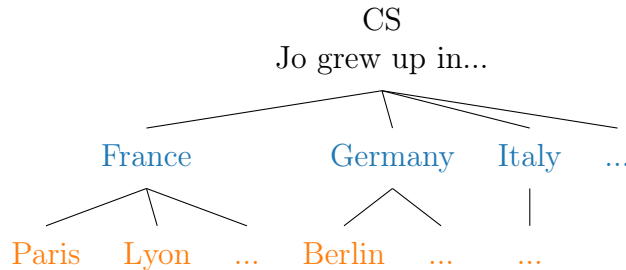 CS
Jo grew up in...
France Germany Italy ...
Paris Lyon ... Berlin ... ...